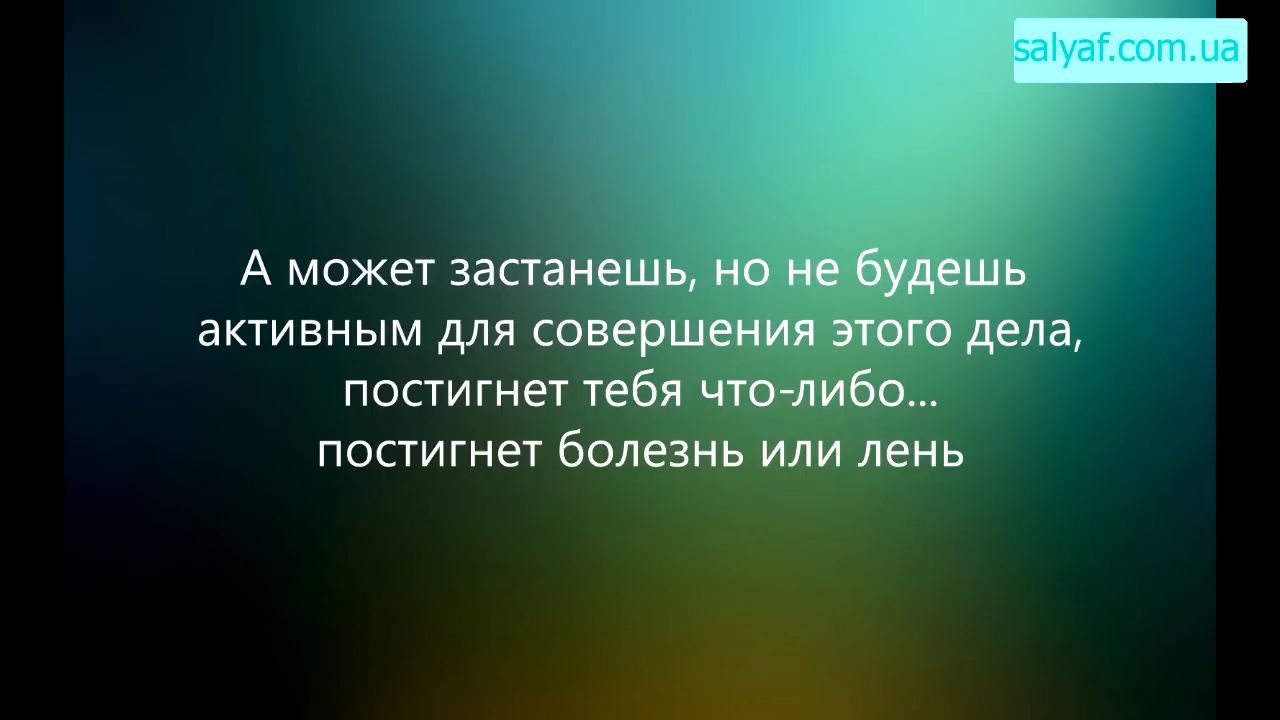 salyaf.com.ua
А может застанешь, но не будешь
активным для совершения этого дела,
постигнет тебя что-либо...
постигнет болезнь или лень